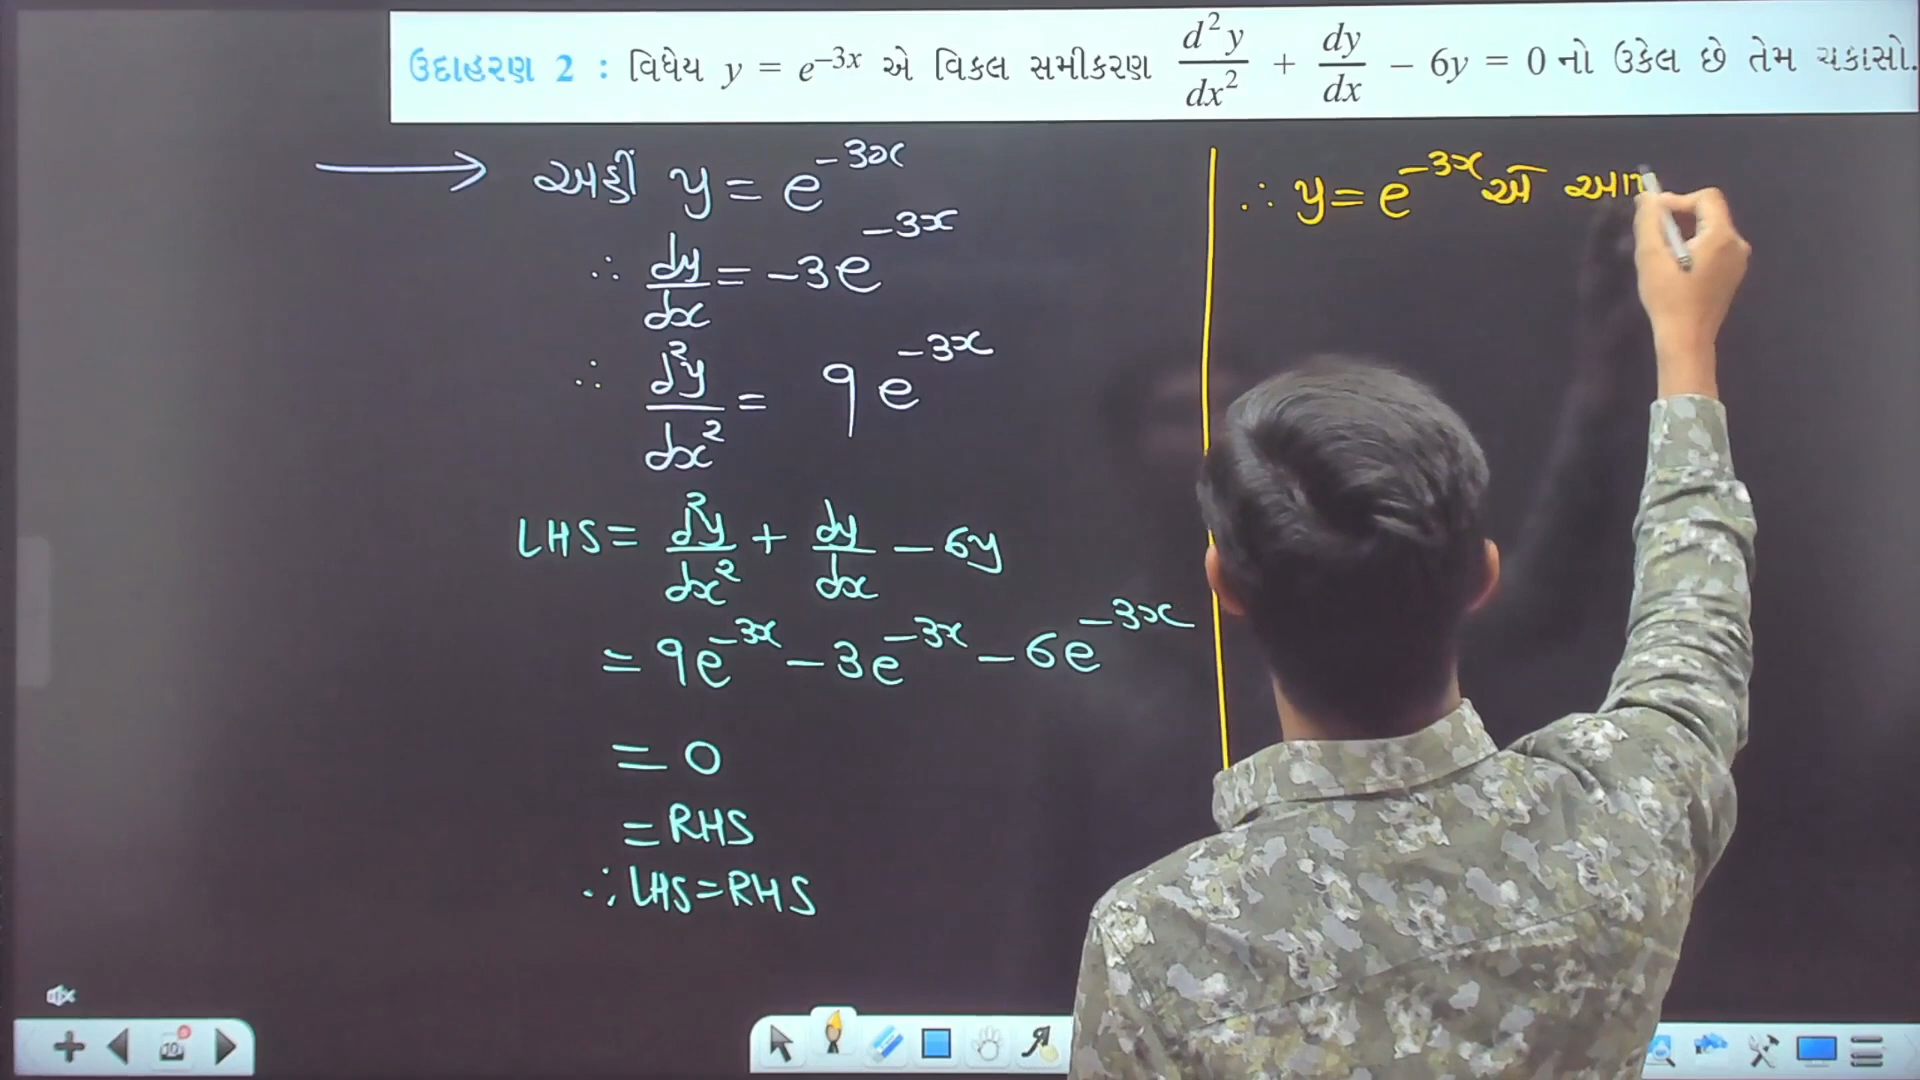 ઉદાહરણ 2 : વિધેય y = e⁻³ˣ એ વિકલ સમીકરણ d²y/dx² + dy/dx − 6y = 0 નો ઉકેલ છે તેમ ચકાસો.
અહીં y = e⁻³ˣ
∴ dy/dx = −3e⁻³ˣ
∴ d²y/dx² = 9e⁻³ˣ
LHS = d²y/dx² + dy/dx − 6y
= 9e⁻³ˣ − 3e⁻³ˣ − 6e⁻³ˣ
= 0
= RHS
∴ LHS = RHS
∴ y = e⁻³ˣ એ